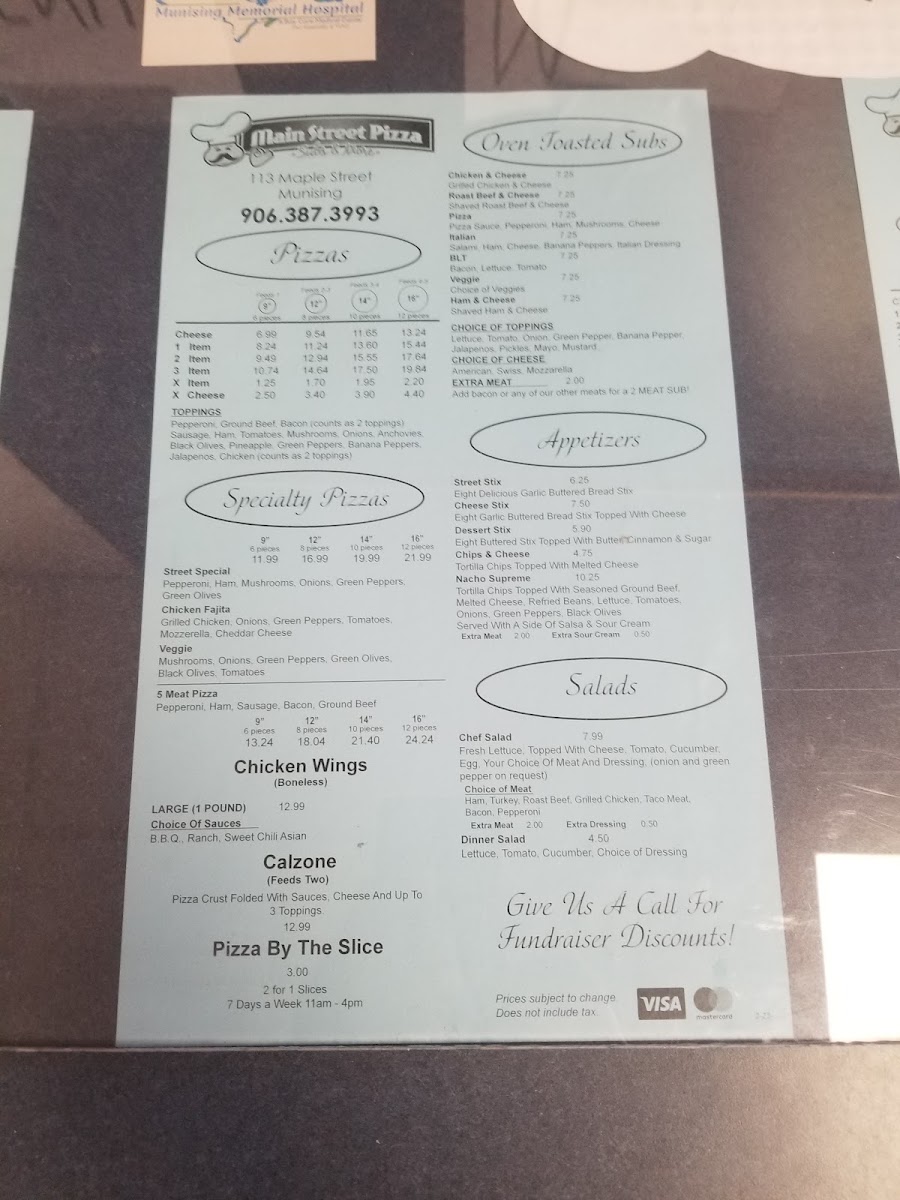 Munising Memorial Hospital
Main Street Pizza
113 Maple Street
Munising
906.387.3993
Pizzas
9" 12" 14" 16"
6 pieces 8 pieces 10 pieces 12 pieces
Cheese 6.99 9.54 11.65 13.24
1 Item 8.24 11.24 13.60 15.44
2 Item 9.49 12.94 15.55 17.64
3 Item 10.74 14.64 17.50 19.84
X Item 1.25 1.70 1.95 2.20
X Cheese 2.50 3.40 3.90 4.40
TOPPINGS
Pepperoni, Ground Beef, Bacon (counts as 2 toppings)
Sausage, Ham, Tomatoes, Mushrooms, Onions, Anchovies,
Black Olives, Pineapple, Green Peppers, Banana Peppers,
Jalapenos, Chicken (counts as 2 toppings)
Specialty Pizzas
9" 12" 14" 16"
6 pieces 8 pieces 10 pieces 12 pieces
11.99 16.99 19.99 21.99
Street Special
Pepperoni, Ham, Mushrooms, Onions, Green Peppers,
Green Olives
Chicken Fajita
Grilled Chicken, Onions, Green Peppers, Tomatoes,
Mozzerella, Cheddar Cheese
Veggie
Mushrooms, Onions, Green Peppers, Green Olives,
Black Olives, Tomatoes
5 Meat Pizza
Pepperoni, Ham, Sausage, Bacon, Ground Beef
9" 12" 14" 16"
6 pieces 8 pieces 10 pieces 12 pieces
13.24 18.04 21.40 24.24
Chicken Wings
(Boneless)
LARGE (1 POUND) 12.99
Choice Of Sauces
B.B.Q., Ranch, Sweet Chili Asian
Calzone
(Feeds Two)
Pizza Crust Folded With Sauces, Cheese And Up To
3 Toppings
12.99
Pizza By The Slice
3.00
2 for 1 Slices
7 Days a Week 11am - 4pm
Oven Toasted Subs
Chicken & Cheese 7.25
Grilled Chicken & Cheese
Roast Beef & Cheese 7.25
Shaved Roast Beef & Cheese
Pizza 7.25
Pizza Sauce, Pepperoni, Ham, Mushrooms, Cheese
Italian 7.25
Salami, Ham, Cheese, Banana Peppers, Italian Dressing
BLT 7.25
Bacon, Lettuce, Tomato
Veggie 7.25
Choice of Veggies
Ham & Cheese 7.25
Shaved Ham & Cheese
CHOICE OF TOPPINGS
Lettuce, Tomato, Onion, Green Pepper, Banana Pepper,
Jalapenos, Pickles, Mayo, Mustard
CHOICE OF CHEESE
American, Swiss, Mozzarella
EXTRA MEAT 2.00
Add bacon or any of our other meats for a 2 MEAT SUB!
Appetizers
Street Stix 6.25
Eight Delicious Garlic Buttered Bread Stix
Cheese Stix 7.50
Eight Garlic Buttered Bread Stix Topped With Cheese
Dessert Stix 5.90
Eight Buttered Stix Topped With Butter, Cinnamon & Sugar
Chips & Cheese 4.75
Tortilla Chips Topped With Melted Cheese
Nacho Supreme 10.25
Tortilla Chips Topped With Seasoned Ground Beef,
Melted Cheese, Refried Beans, Lettuce, Tomatoes,
Onions, Green Peppers, Black Olives
Served With A Side Of Salsa & Sour Cream
Extra Meat 2.00 Extra Sour Cream 0.50
Salads
Chef Salad 7.99
Fresh Lettuce, Topped With Cheese, Tomato, Cucumber,
Egg, Your Choice Of Meat And Dressing, (onion and green
pepper on request)
Choice of Meat
Ham, Turkey, Roast Beef, Grilled Chicken, Taco Meat,
Bacon, Pepperoni
Extra Meat 2.00 Extra Dressing 0.50
Dinner Salad 4.50
Lettuce, Tomato, Cucumber, Choice of Dressing
Give Us A Call For
Fundraiser Discounts!
Prices subject to change
Does not include tax.
VISA
mastercard